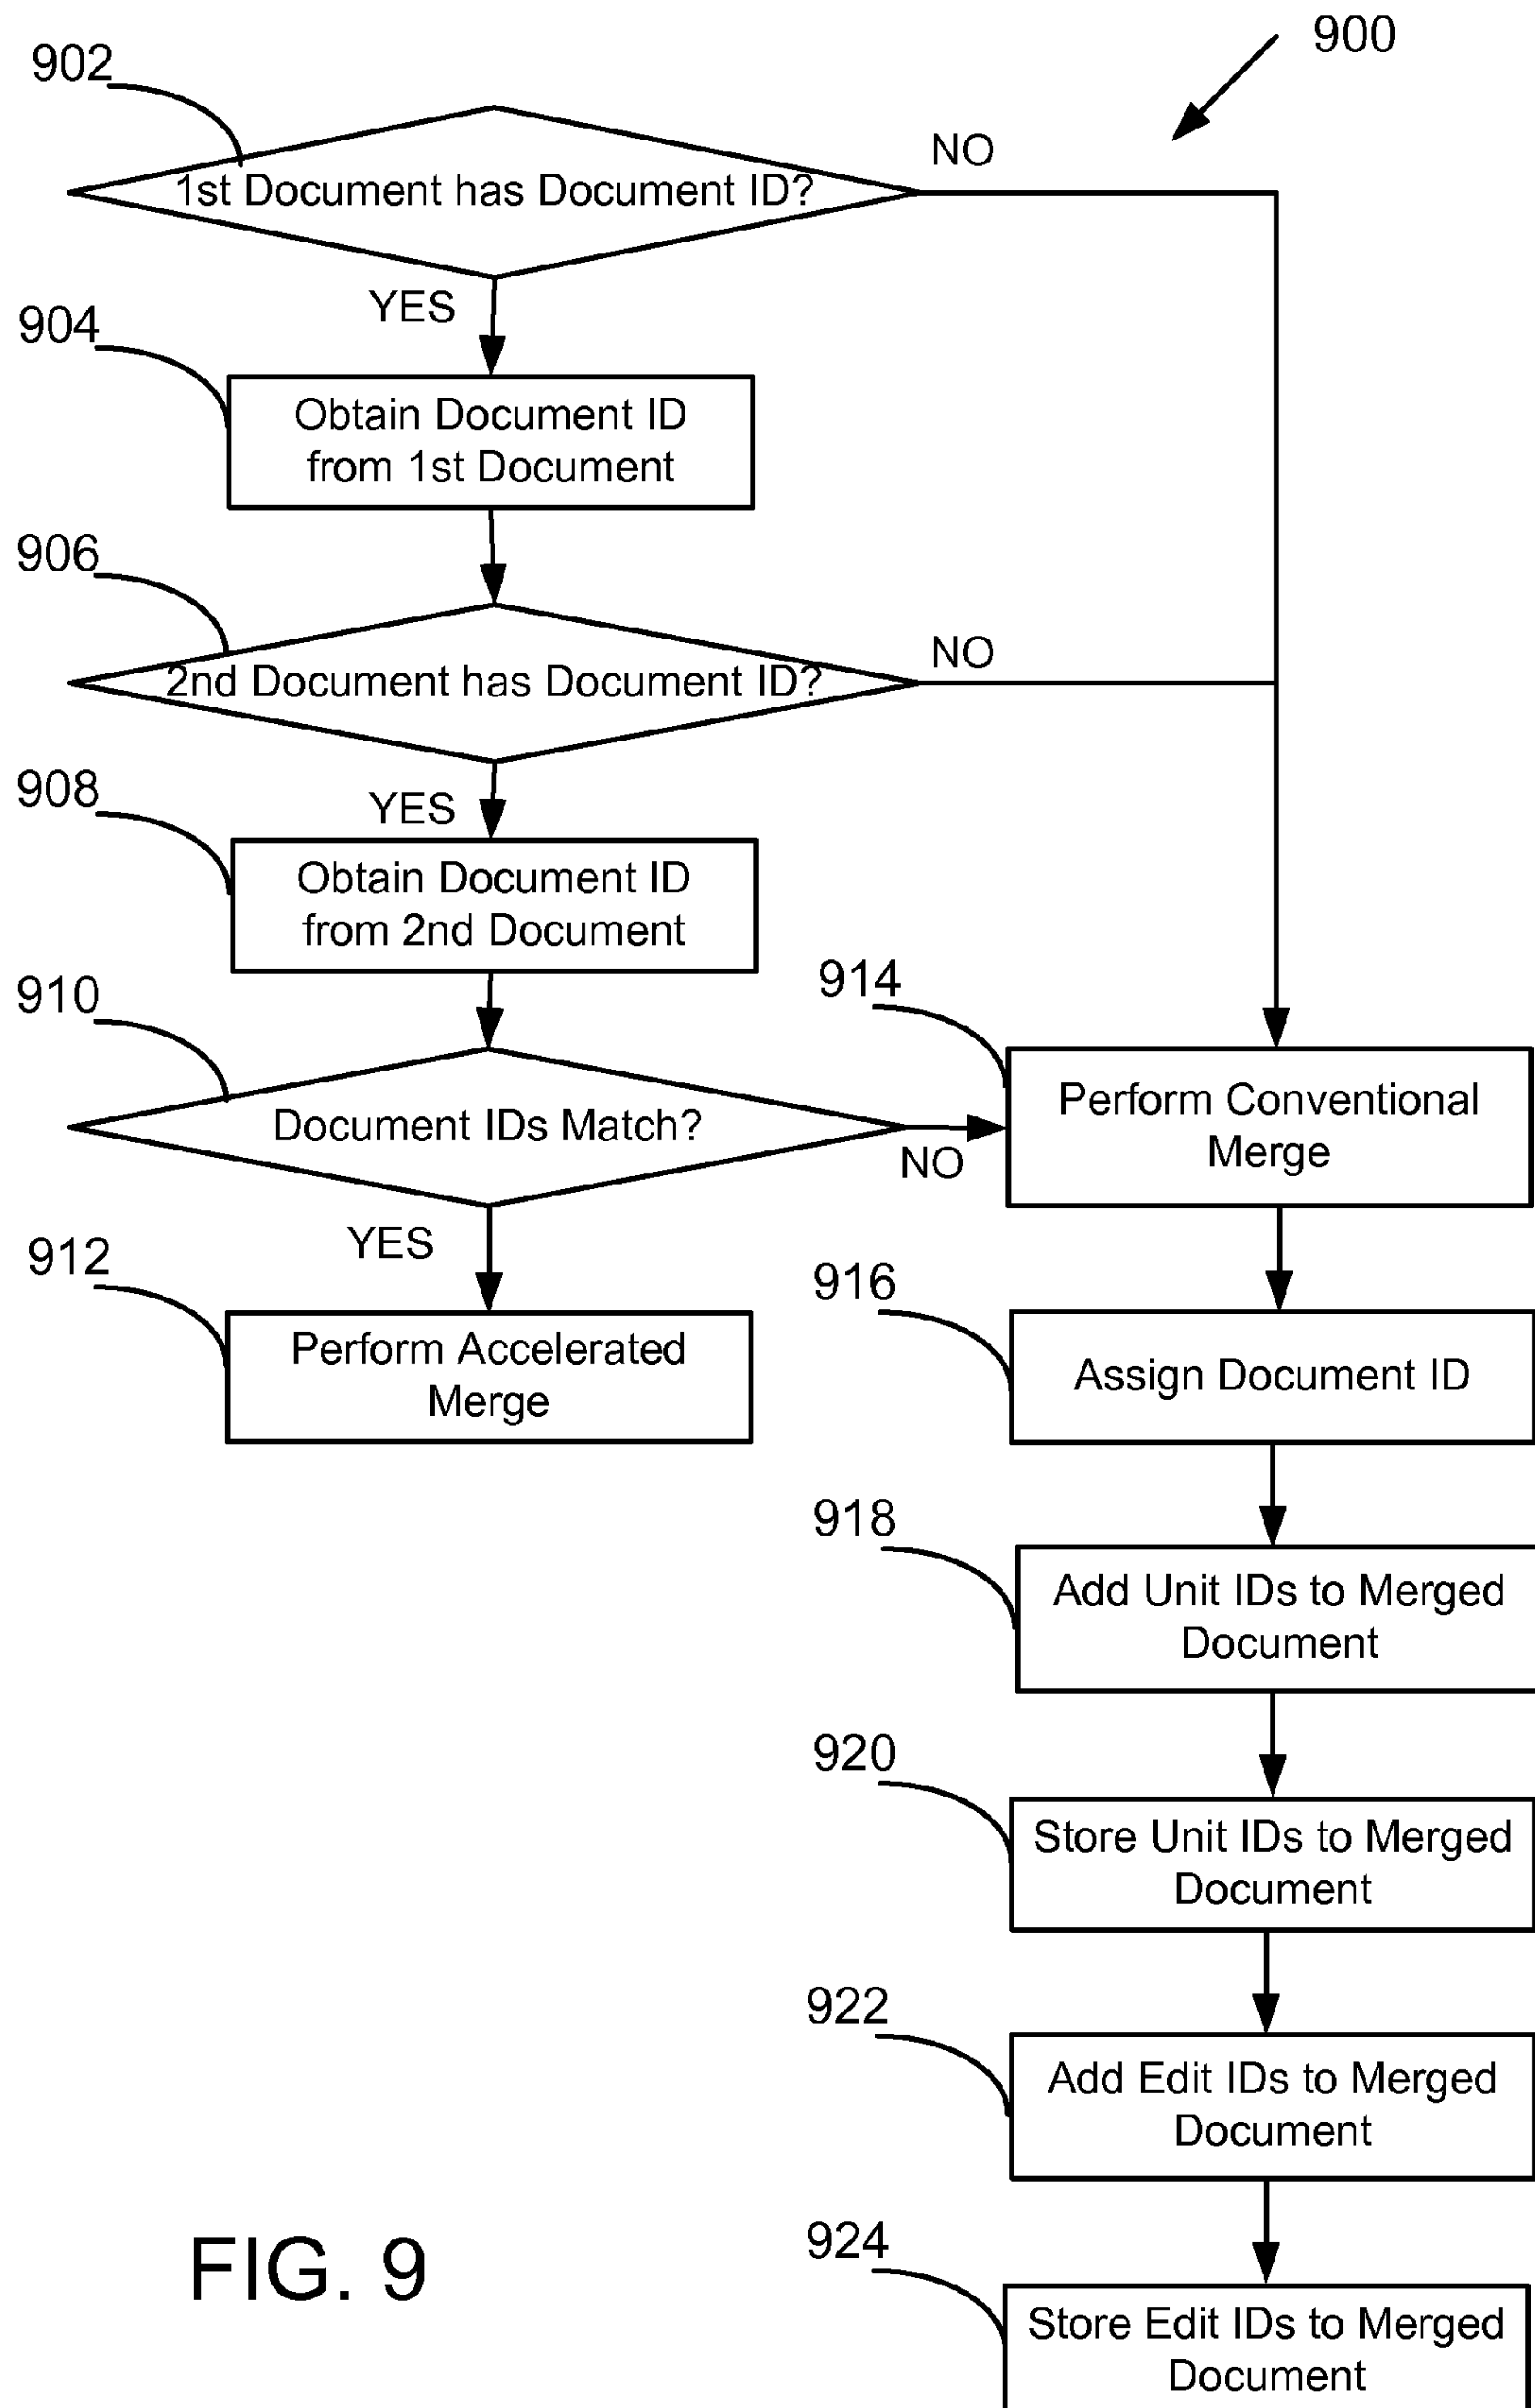 900
902
1st Document has Document ID?
NO
YES
904
Obtain Document ID
from 1st Document
906
2nd Document has Document ID?
NO
YES
908
Obtain Document ID
from 2nd Document
910
Document IDs Match?
NO
YES
912
Perform Accelerated
Merge
914
Perform Conventional
Merge
916
Assign Document ID
918
Add Unit IDs to Merged
Document
920
Store Unit IDs to Merged
Document
922
Add Edit IDs to Merged
Document
924
Store Edit IDs to Merged
Document
FIG. 9